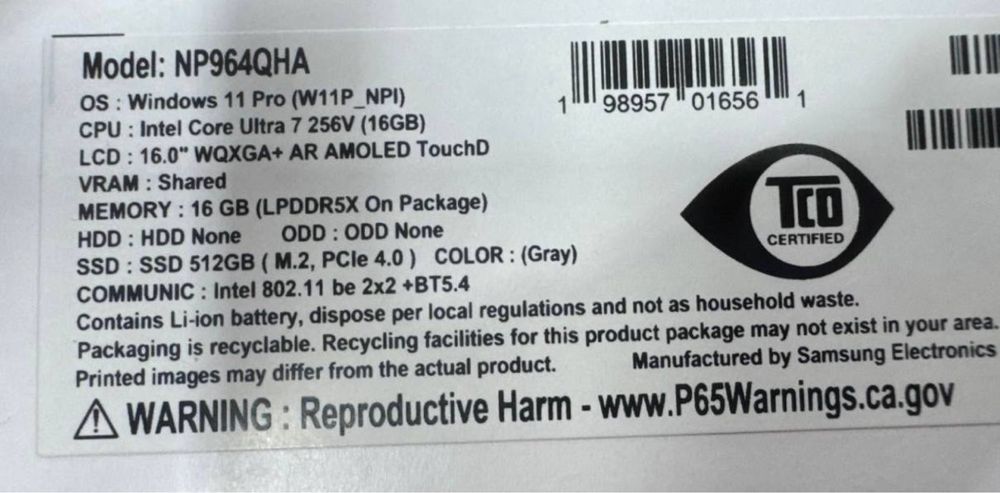 Model: NP964QHA
OS : Windows 11 Pro (W11P_NPI)
CPU : Intel Core Ultra 7 256V (16GB)
LCD : 16.0" WQXGA+ AR AMOLED TouchD
VRAM : Shared
MEMORY : 16 GB (LPDDR5X On Package)
HDD : HDD None ODD : ODD None
SSD : SSD 512GB ( M.2, PCIe 4.0 ) COLOR : (Gray)
COMMUNIC : Intel 802.11 be 2x2 +BT5.4
Contains Li-ion battery, dispose per local regulations and not as household waste.
Packaging is recyclable. Recycling facilities for this product package may not exist in your area.
Printed images may differ from the actual product. Manufactured by Samsung Electronics
WARNING : Reproductive Harm - www.P65Warnings.ca.gov
1 98957 01656 1
TCO
CERTIFIED